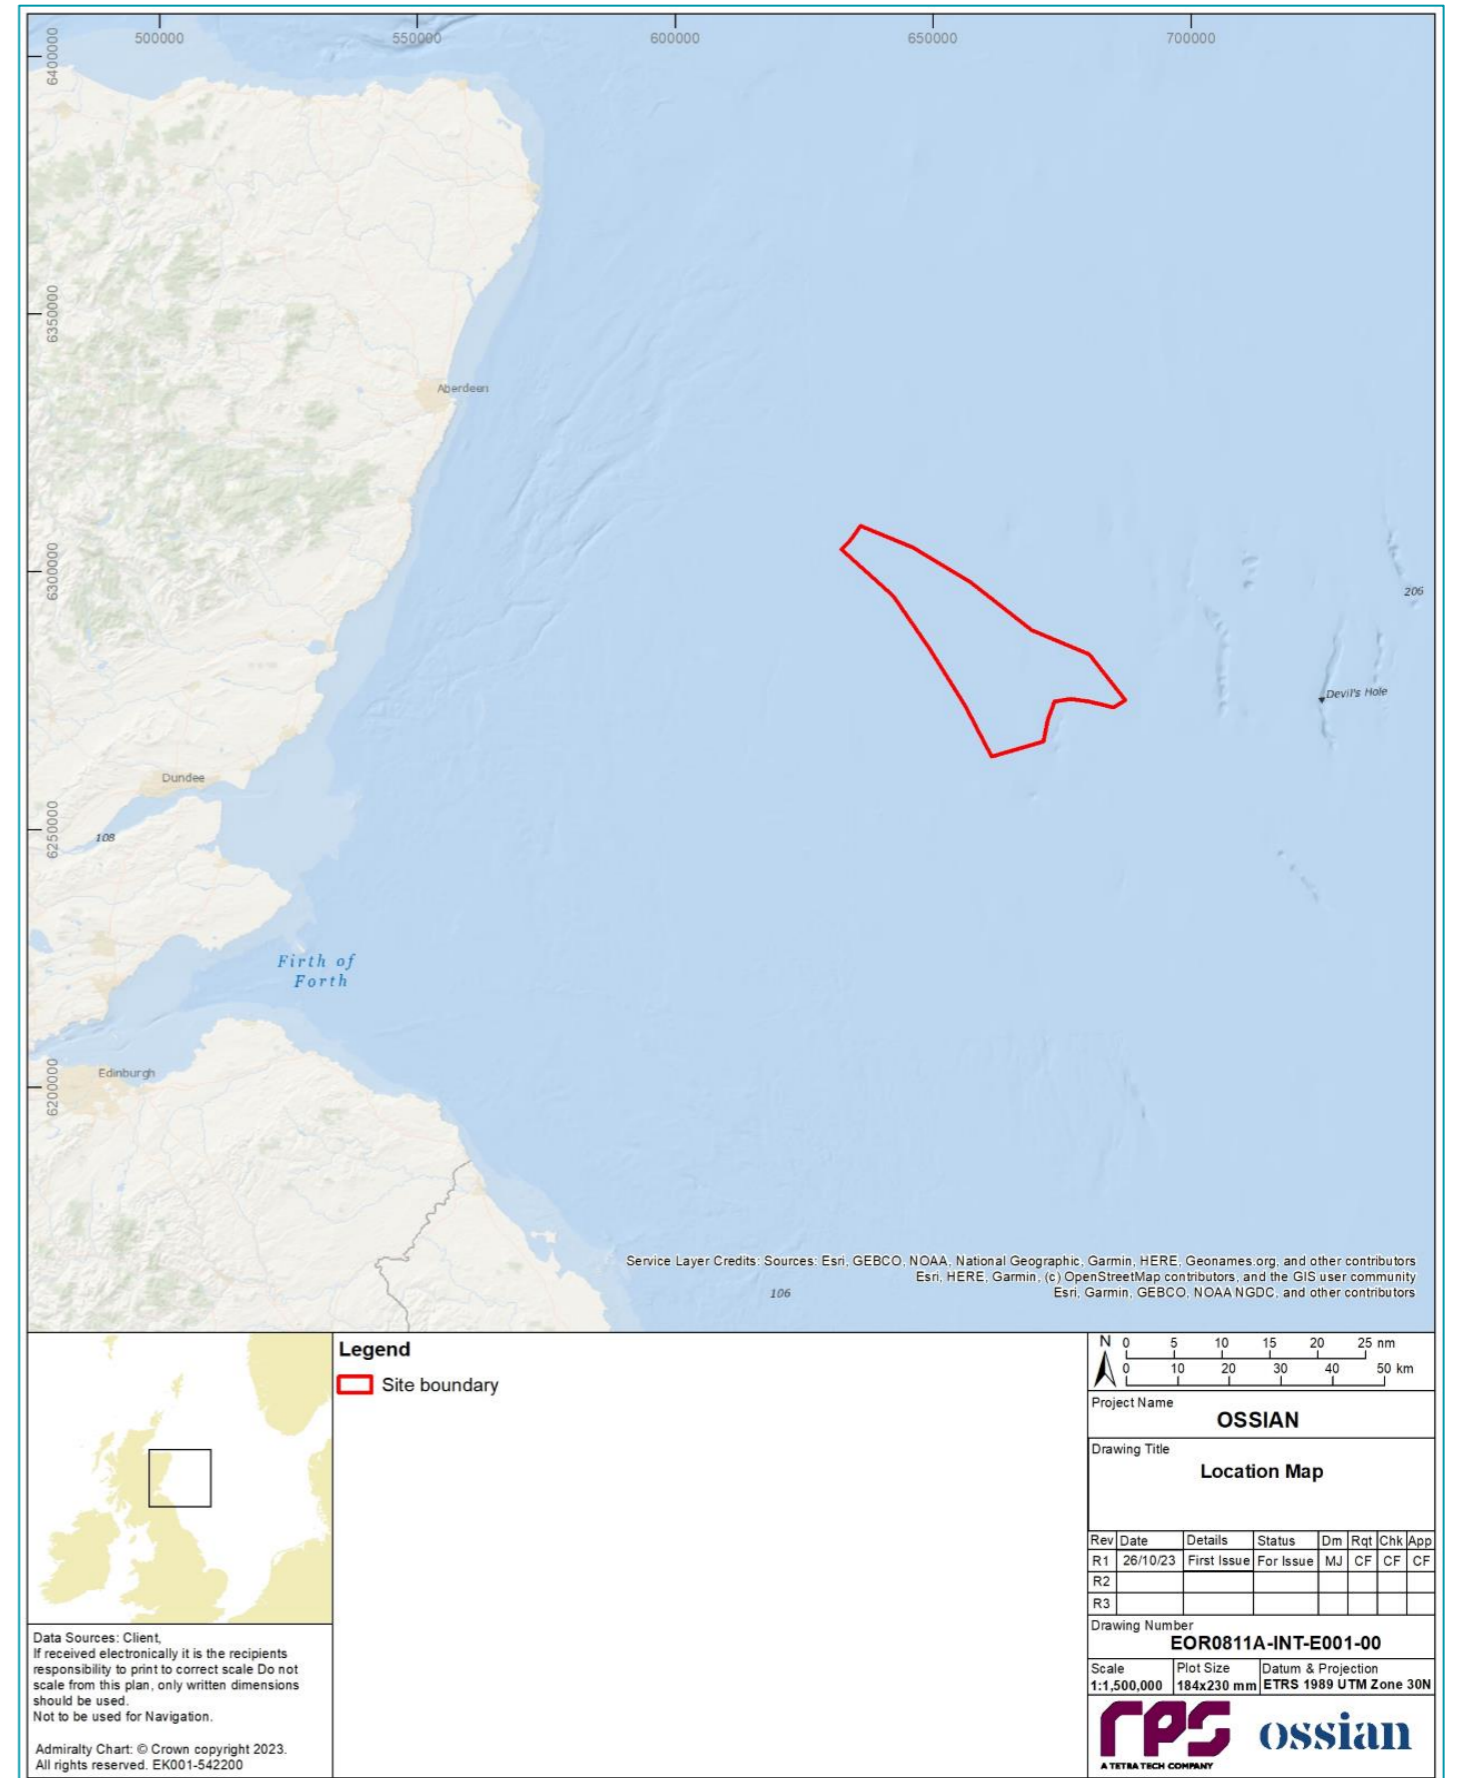 500000
550000
600000
650000
700000
6400000
6350000
6300000
6250000
6200000
Aberdeen
206
Devil's Hole
Dundee
108
Firth of
Forth
Edinburgh
Service Layer Credits: Sources: Esri, GEBCO, NOAA, National Geographic, Garmin, HERE, Geonames.org, and other contributors
Esri, HERE, Garmin, (c) OpenStreetMap contributors, and the GIS user community
Esri, Garmin, GEBCO, NOAA NGDC, and other contributors
106
Legend
Site boundary
N 0 5 10 15 20 25 nm
0 10 20 30 40 50 km
Project Name
OSSIAN
Drawing Title
Location Map
Rev Date Details Status Drn Rqt Chk App
R1 26/10/23 First Issue For Issue MJ CF CF CF
R2
R3
Drawing Number
EOR0811A-INT-E001-00
Scale Plot Size Datum & Projection
1:1,500,000 184x230 mm ETRS 1989 UTM Zone 30N
rps ossian
A TETRA TECH COMPANY
Data Sources: Client,
If received electronically it is the recipients
responsibility to print to correct scale Do not
scale from this plan, only written dimensions
should be used.
Not to be used for Navigation.
Admiralty Chart: © Crown copyright 2023.
All rights reserved. EK001-542200